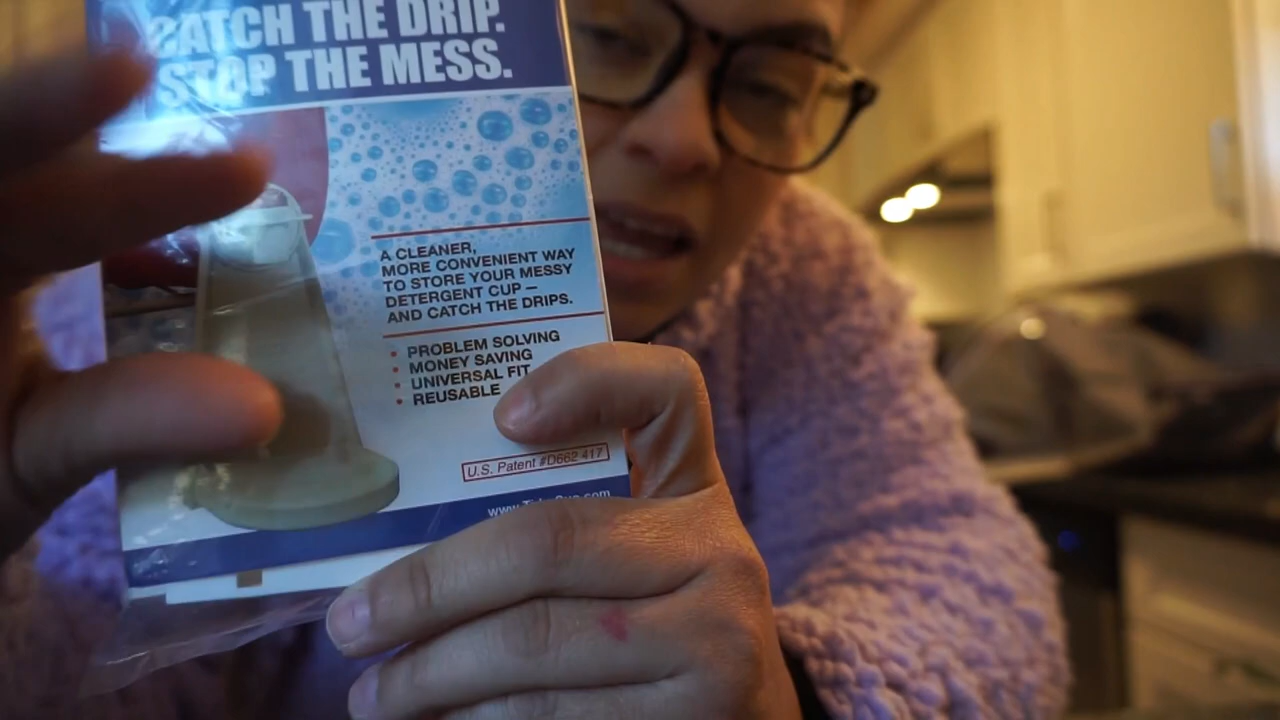 CATCH THE DRIP.
STOP THE MESS.
A CLEANER,
MORE CONVENIENT WAY
TO STORE YOUR MESSY
DETERGENT CUP –
AND CATCH THE DRIPS.
• PROBLEM SOLVING
• MONEY SAVING
• UNIVERSAL FIT
• REUSABLE
U.S. Patent #D662 417